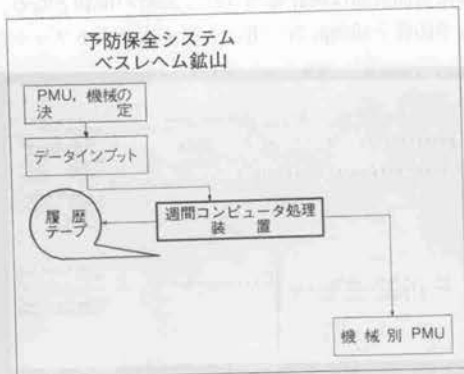 予防保全システム
ベスレヘム鉱山
PMU, 機械の
決 定
データインプット
履 歴
テープ
週間コンピュータ処理
装 置
機 械 別 PMU